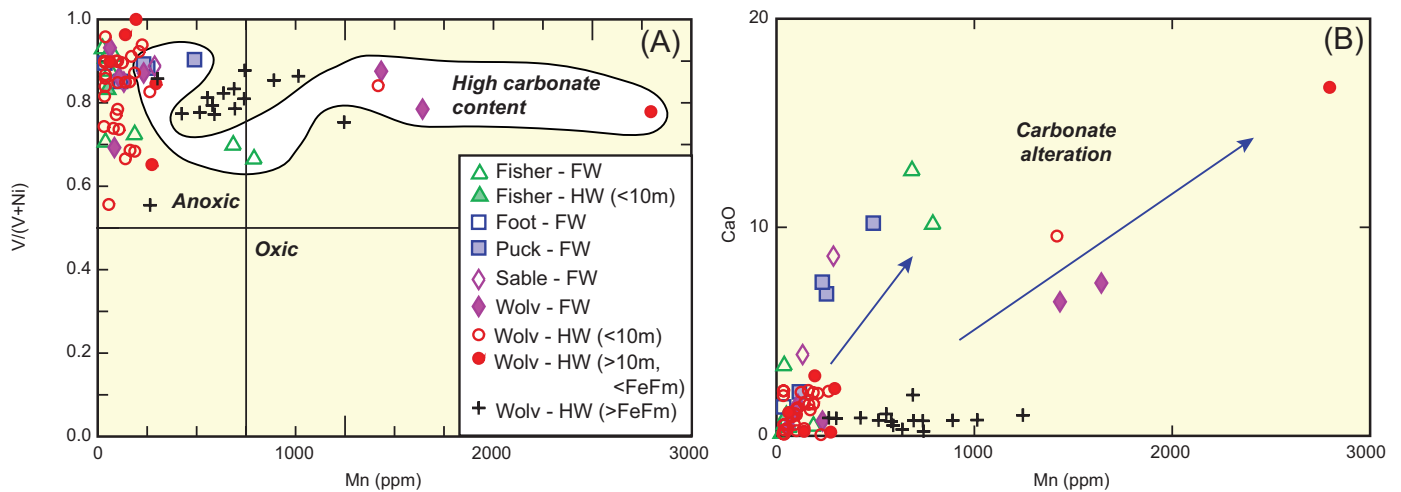 (A)
1.0
0.8
0.6
0.4
0.2
0.0
V/(V+Ni)
High carbonate
content
Anoxic
Oxic
Fisher - FW
Fisher - HW (<10m)
Foot - FW
Puck - FW
Sable - FW
Wolv - FW
Wolv - HW (<10m)
Wolv - HW (>10m,
<FeFm)
Wolv - HW (>FeFm)
0
1000
2000
3000
Mn (ppm)
(B)
20
10
0
CaO
Carbonate
alteration
0
1000
2000
3000
Mn (ppm)